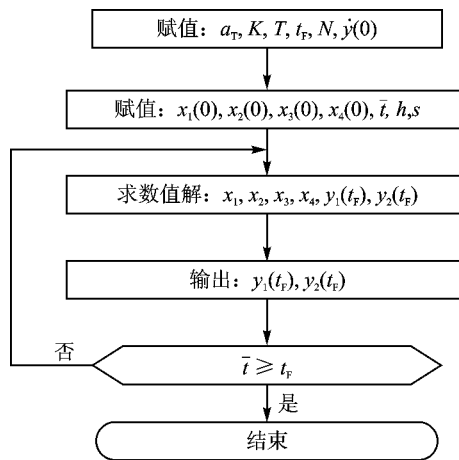 赋值：a_T, K, T, t_F, N, ẏ(0)
赋值：x₁(0), x₂(0), x₃(0), x₄(0), t̄, h,s
求数值解：x₁, x₂, x₃, x₄, y₁(t_F), y₂(t_F)
输出：y₁(t_F), y₂(t_F)
否
t̄ ⩾ t_F
是
结束